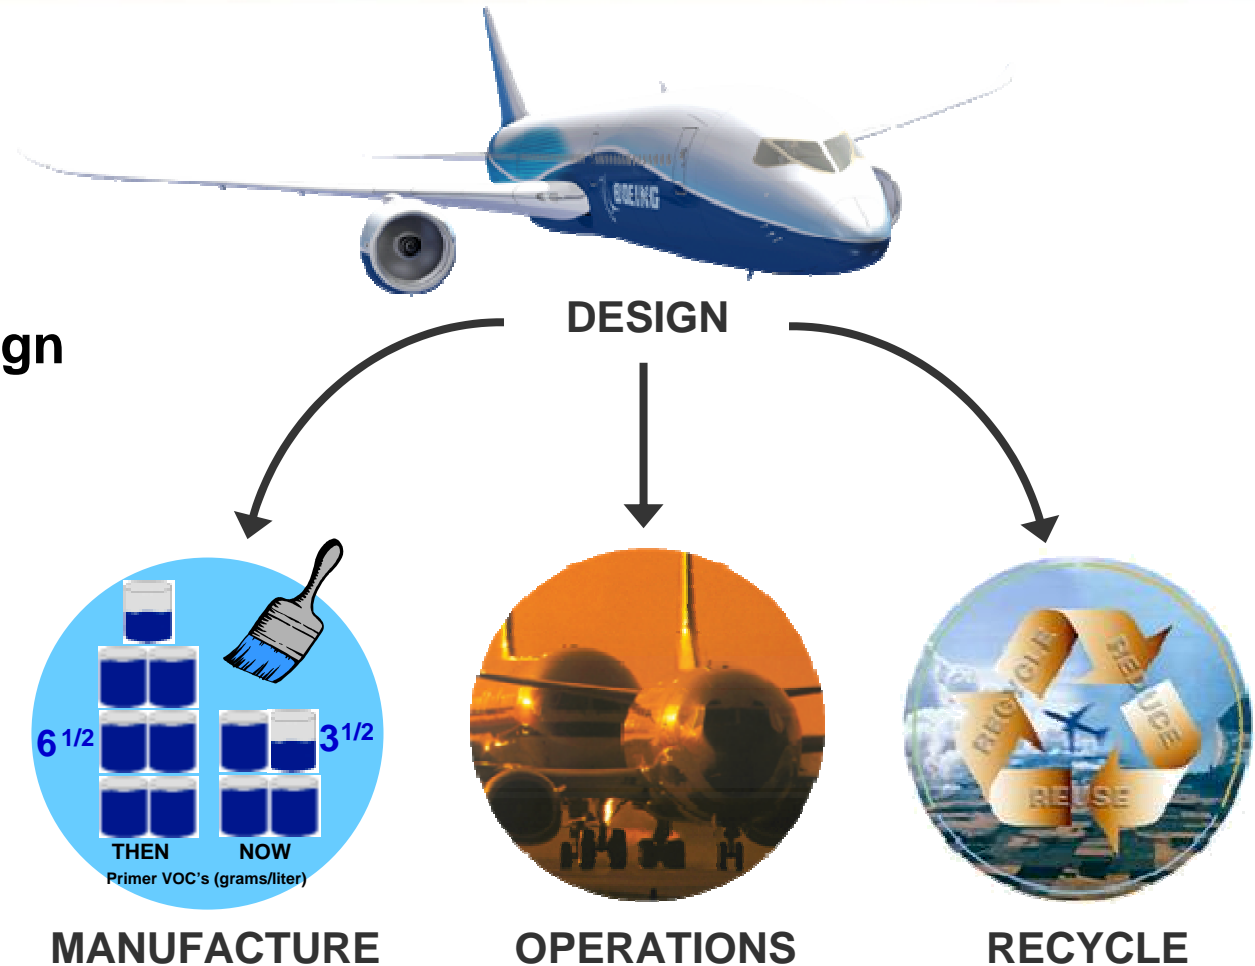 BOEING
DESIGN
gn
6 1/2
3 1/2
THEN NOW
Primer VOC's (grams/liter)
RECYCLE
REDUCE
REUSE
MANUFACTURE
OPERATIONS
RECYCLE